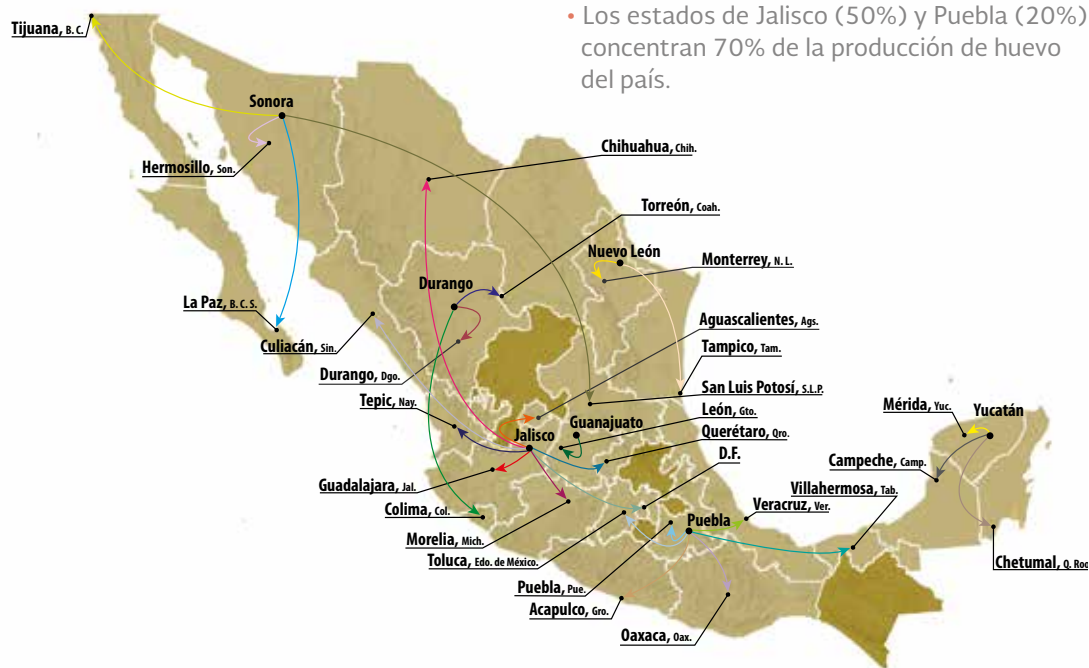 • Los estados de Jalisco (50%) y Puebla (20%)
concentran 70% de la producción de huevo
del país.
Tijuana, B. C.
Sonora
Hermosillo, Son.
Chihuahua, Chih.
Torreón, Coah.
Nuevo León
Monterrey, N. L.
Durango
La Paz, B. C. S.
Culiacán, Sin.
Aguascalientes, Ags.
Tampico, Tam.
Durango, Dgo.
San Luis Potosí, S.L.P.
Tepic, Nay.
León, Gto.
Guanajuato
Mérida, Yuc.
Yucatán
Jalisco
Querétaro, Qro.
D.F.
Campeche, Camp.
Guadalajara, Jal.
Villahermosa, Tab.
Colima, Col.
Veracruz, Ver.
Puebla
Morelia, Mich.
Toluca, Edo. de México.
Chetumal, Q. Roo
Puebla, Pue.
Acapulco, Gro.
Oaxaca, Oax.